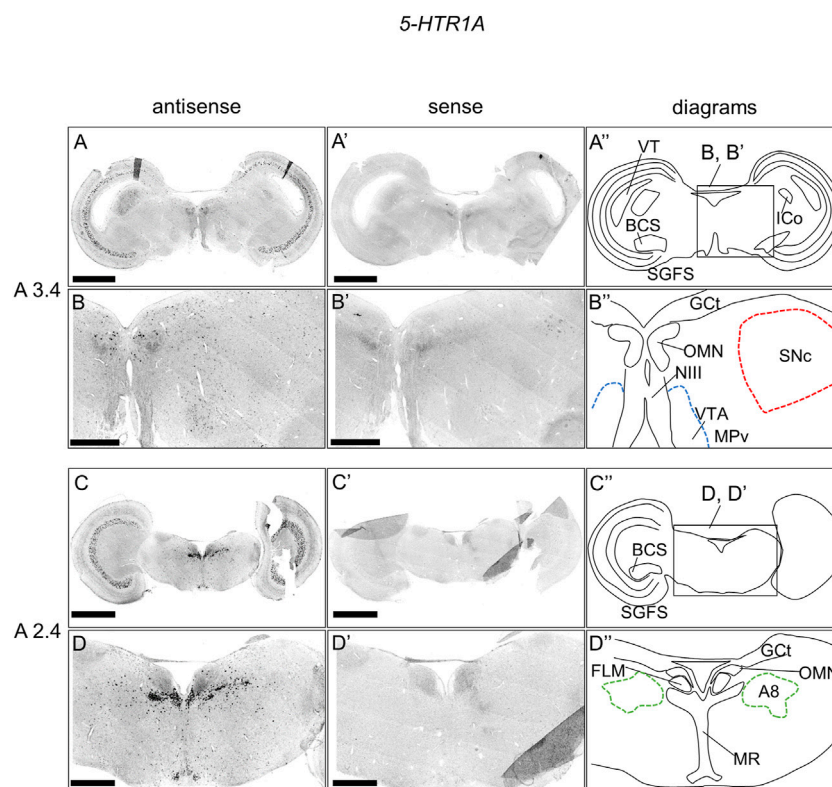 5-HTR1A
antisense sense diagrams
A A’ A’’
VT
B, B’
ICo
BCS
SGFS
A 3.4
B B’ B’’
GCt
OMN
SNc
NIII
VTA
MPv
C C’ C’’
D, D’
BCS
SGFS
A 2.4
D D’ D’’
GCt
FLM
OMN
A8
MR